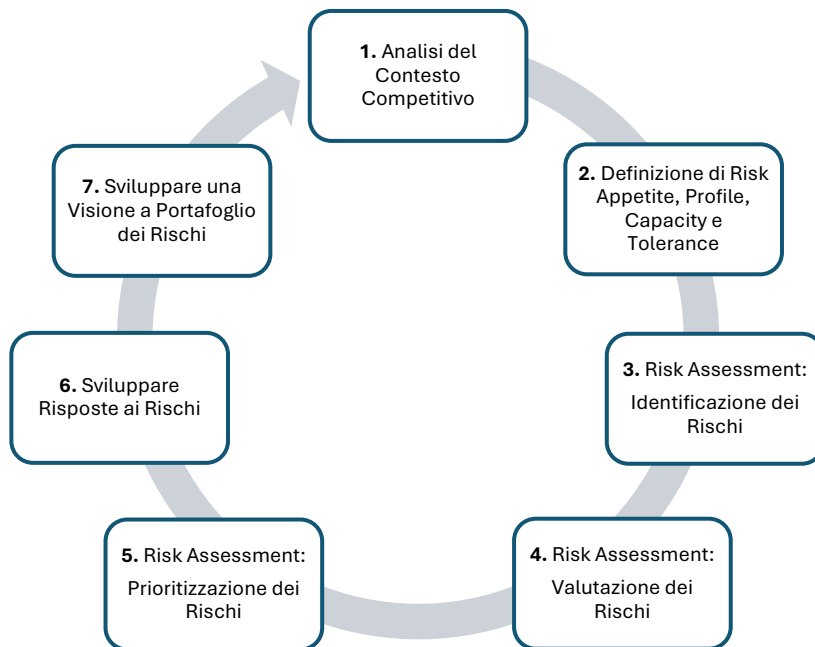 1. Analisi del
Contesto
Competitivo
2. Definizione di Risk
Appetite, Profile,
Capacity e
Tolerance
3. Risk Assessment:
Identificazione dei
Rischi
4. Risk Assessment:
Valutazione dei
Rischi
5. Risk Assessment:
Prioritizzazione dei
Rischi
6. Sviluppare
Risposte ai Rischi
7. Sviluppare una
Visione a Portafoglio
dei Rischi